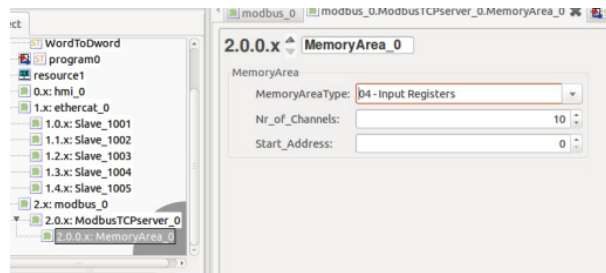 ect
WordToDword
program0
resource1
0.x: hmi_0
1.x: ethercat_0
1.0.x: Slave_1001
1.1.x: Slave_1002
1.2.x: Slave_1003
1.3.x: Slave_1004
1.4.x: Slave_1005
2.x: modbus_0
2.0.x: ModbusTCPserver_0
2.0.0.x: MemoryArea_0
modbus_0 modbus_0.ModbusTCPserver_0.MemoryArea_0
2.0.0.x MemoryArea_0
MemoryArea
MemoryAreaType: 04 - Input Registers
Nr_of_Channels: 10
Start_Address: 0